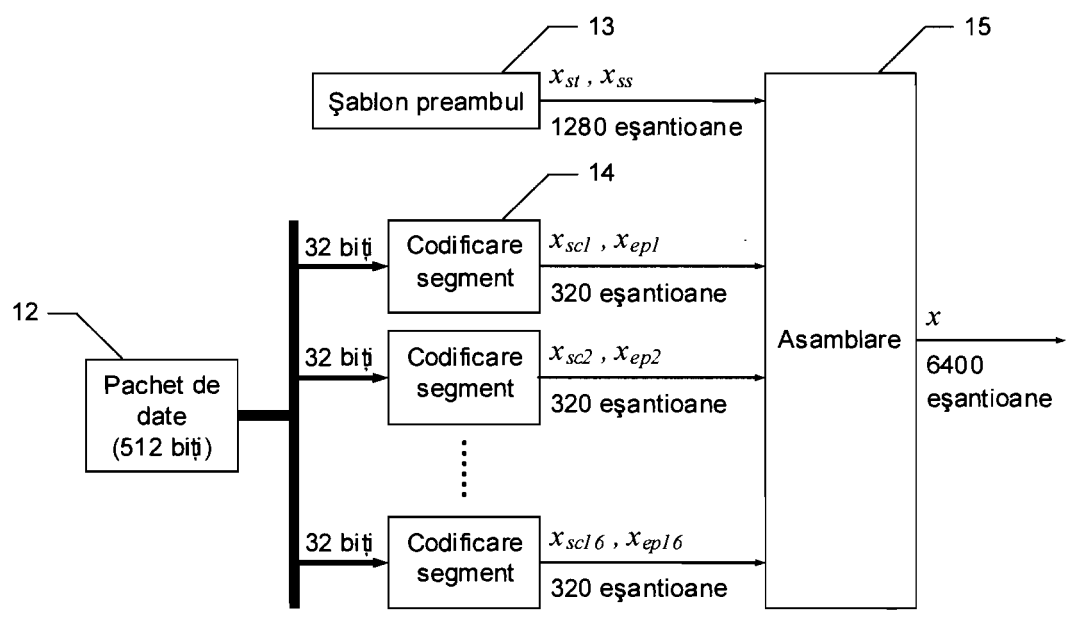 13
15
Şablon preambul
x_st , x_ss
1280 eşantioane
14
32 biţi
Codificare
segment
x_sc1 , x_ep1
320 eşantioane
12
32 biţi
Codificare
segment
x_sc2 , x_ep2
320 eşantioane
Pachet de
date
(512 biţi)
Asamblare
x
6400
eşantioane
32 biţi
Codificare
segment
x_sc16 , x_ep16
320 eşantioane